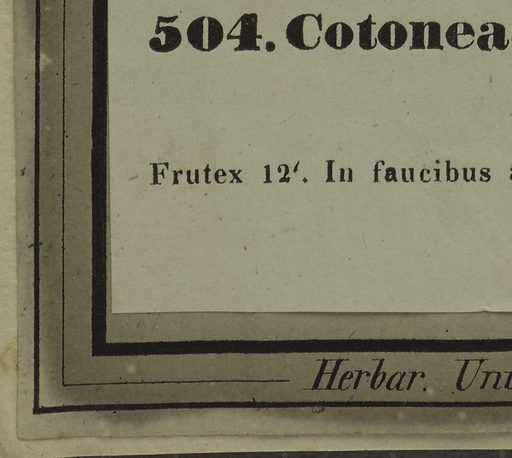 504. Cotonea
Frutex 12′. In faucibus
Herbar. Uni